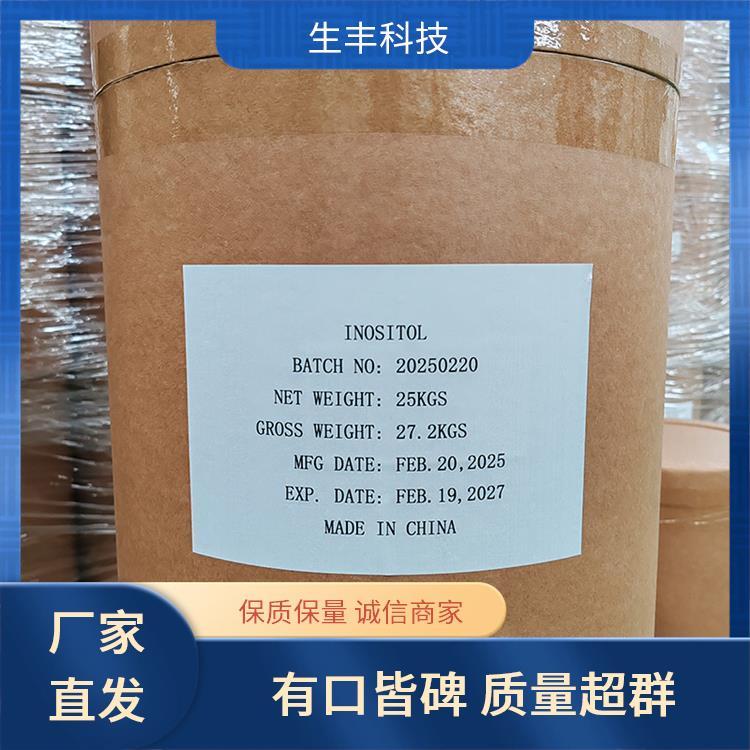 生丰科技
INOSITOL
BATCH NO: 20250220
NET WEIGHT: 25KGS
GROSS WEIGHT: 27.2KGS
MFG DATE: FEB.20,2025
EXP. DATE: FEB.19,2027
MADE IN CHINA
保质保量 诚信商家
厂家
直发
有口皆碑 质量超群